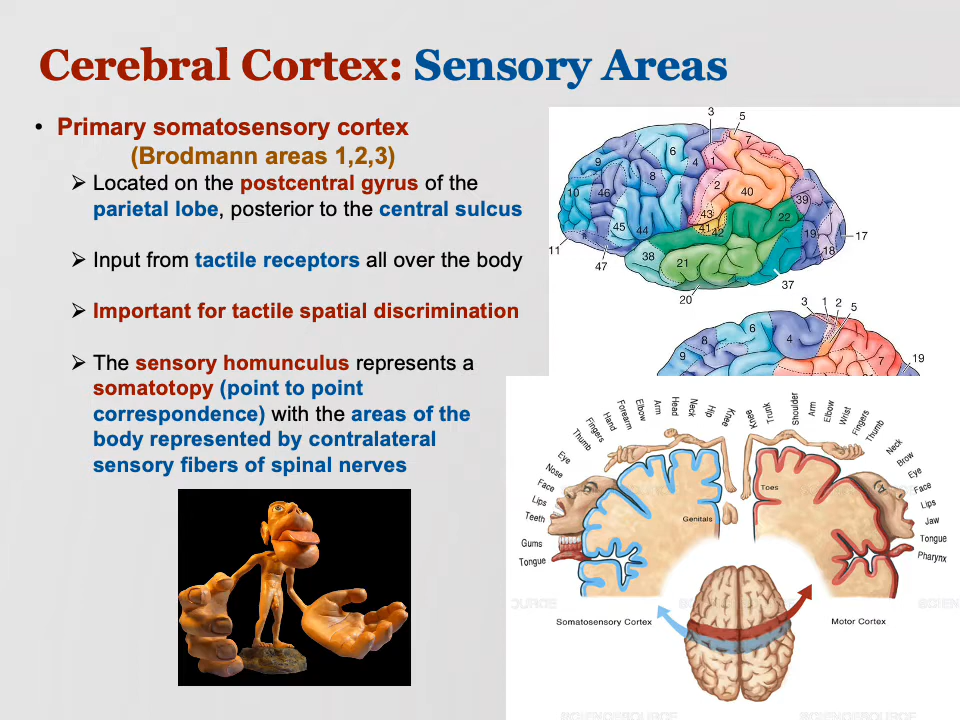 Cerebral Cortex: Sensory Areas
• Primary somatosensory cortex
(Brodmann areas 1,2,3)
➢ Located on the postcentral gyrus of the
parietal lobe, posterior to the central sulcus
➢ Input from tactile receptors all over the body
➢ Important for tactile spatial discrimination
➢ The sensory homunculus represents a
somatotopy (point to point
correspondence) with the areas of the
body represented by contralateral
sensory fibers of spinal nerves
3
5
7
6
4
1
9
8
2
40
10
46
39
43
22
45
44
41
42
19
17
11
38
18
47
21
37
20
3
1
2
5
6
8
4
9
7
19
Tongue
Gums
Teeth
Lips
Face
Nose
Eye
Thumb
Fingers
Hand
Forearm
Elbow
Arm
Head
Neck
Hip
Knee
Genitals
Knee
Trunk
Shoulder
Arm
Elbow
Wrist
Fingers
Thumb
Neck
Brow
Eye
Face
Lips
Jaw
Tongue
Pharynx
Toes
Somatosensory Cortex
Motor Cortex